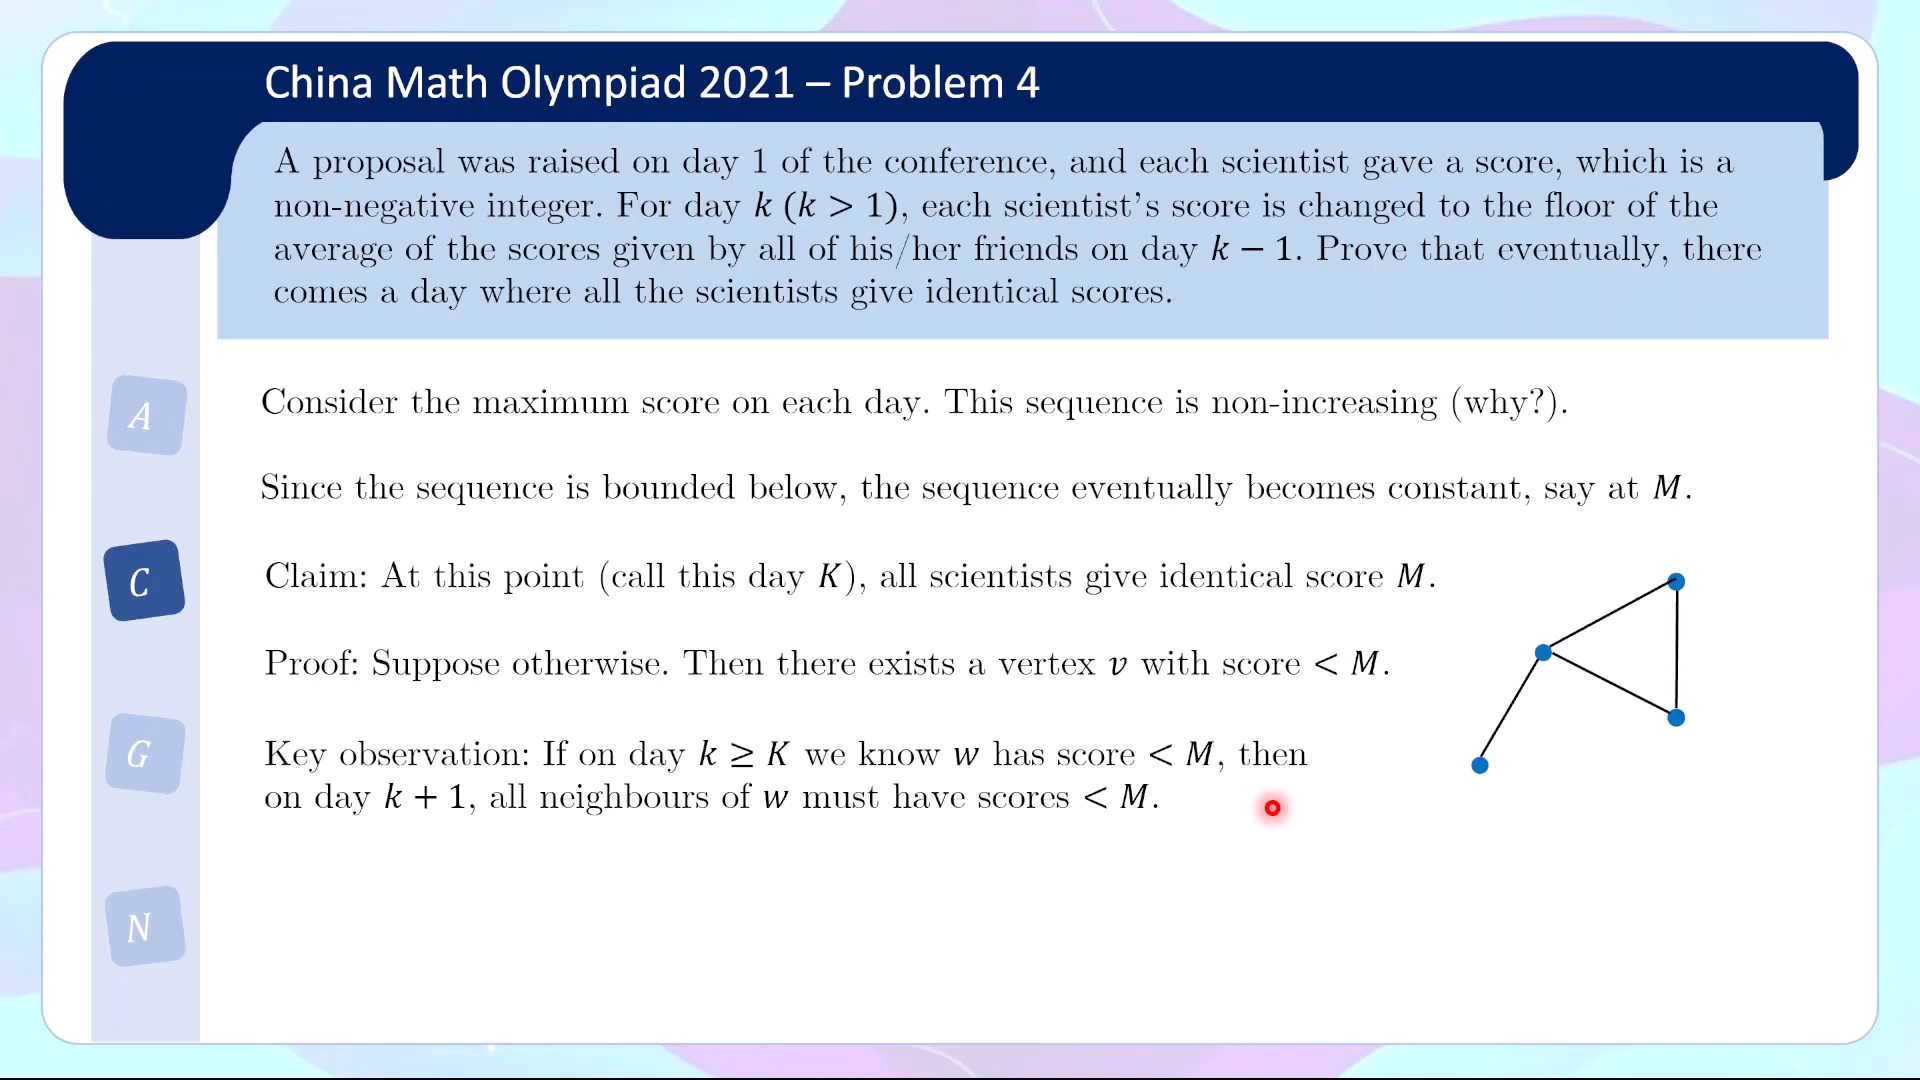 China Math Olympiad 2021 – Problem 4
A proposal was raised on day 1 of the conference, and each scientist gave a score, which is a
non-negative integer. For day k (k > 1), each scientist's score is changed to the floor of the
average of the scores given by all of his/her friends on day k − 1. Prove that eventually, there
comes a day where all the scientists give identical scores.
Consider the maximum score on each day. This sequence is non-increasing (why?).
Since the sequence is bounded below, the sequence eventually becomes constant, say at M.
Claim: At this point (call this day K), all scientists give identical score M.
Proof: Suppose otherwise. Then there exists a vertex v with score < M.
Key observation: If on day k ≥ K we know w has score < M, then
on day k + 1, all neighbours of w must have scores < M.
A
C
G
N